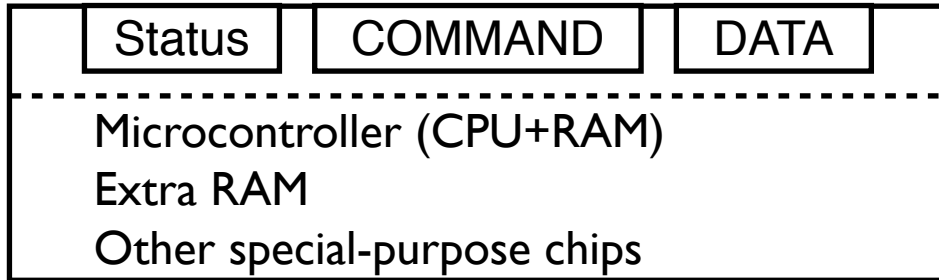 Status COMMAND DATA
Microcontroller (CPU+RAM)
Extra RAM
Other special-purpose chips